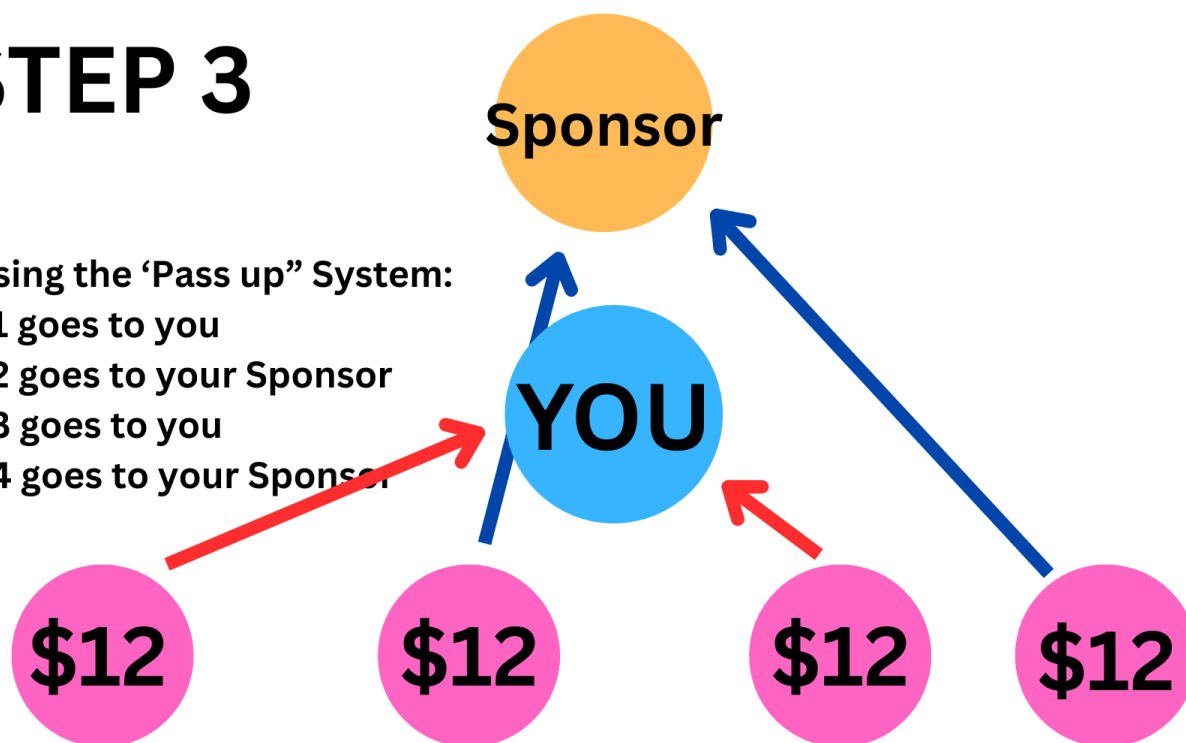 STEP 3
Sponsor
sing the ‘Pass up” System:
1 goes to you
2 goes to your Sponsor
3 goes to you
4 goes to your Sponsor
YOU
$12
$12
$12
$12